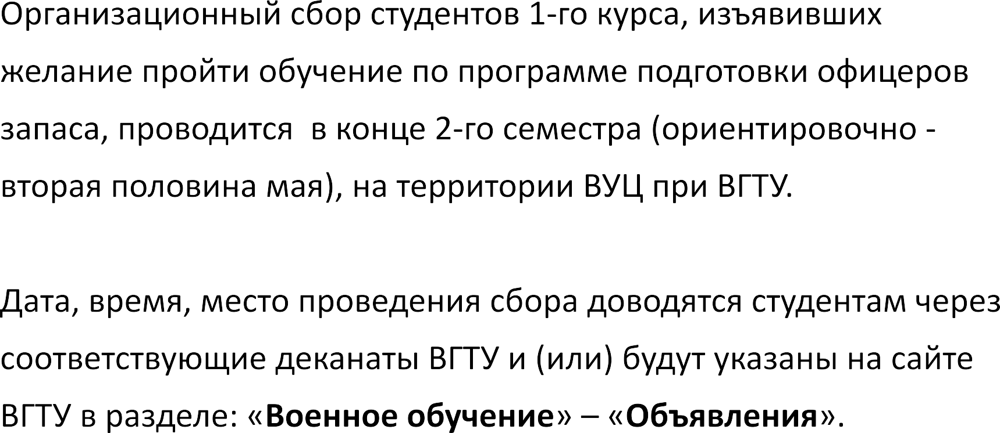 Организационный сбор студентов 1-го курса, изъявивших
желание пройти обучение по программе подготовки офицеров
запаса, проводится  в конце 2-го семестра (ориентировочно -
вторая половина мая), на территории ВУЦ при ВГТУ.
Дата, время, место проведения сбора доводятся студентам через
соответствующие деканаты ВГТУ и (или) будут указаны на сайте
ВГТУ в разделе: «Военное обучение» – «Объявления».